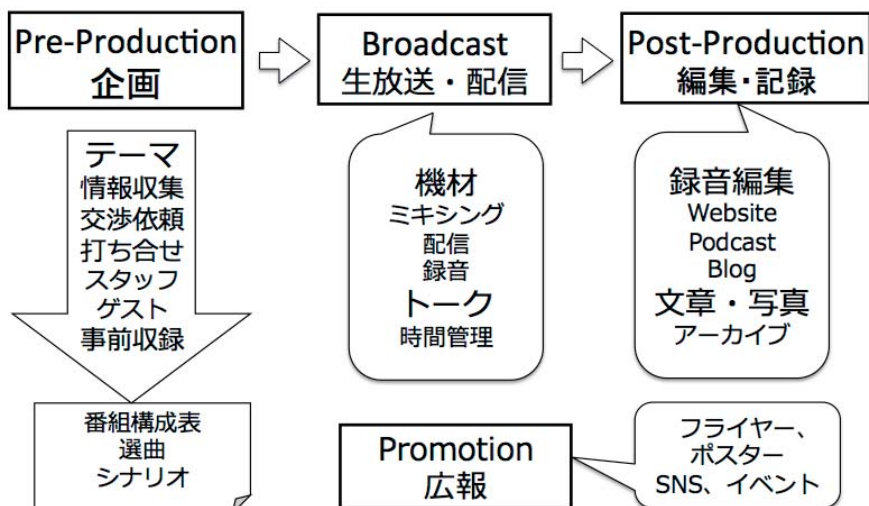 Pre-Production
企画
Broadcast
生放送・配信
Post-Production
編集・記録
テーマ
情報収集
交渉依頼
打ち合せ
スタッフ
ゲスト
事前収録
番組構成表
選曲
シナリオ
機材
ミキシング
配信
録音
トーク
時間管理
録音編集
Website
Podcast
Blog
文章・写真
アーカイブ
Promotion
広報
フライヤー、
ポスター
SNS、イベント